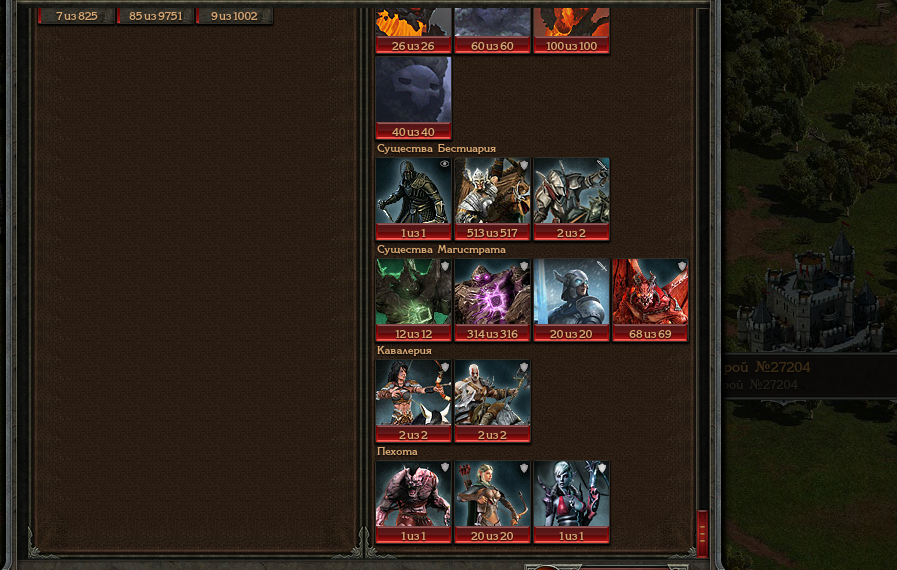 7 из 825 85 из 9751 9 из 1002
26 из 26 60 из 60 100 из 100
40 из 40
Существа Бестиария
1 из 1 513 из 517 2 из 2
Существа Магистрата
12 из 12 314 из 316 20 из 20 68 из 69
Кавалерия
2 из 2 2 из 2
Пехота
1 из 1 20 из 20 1 из 1
рой №27204
рой №27204